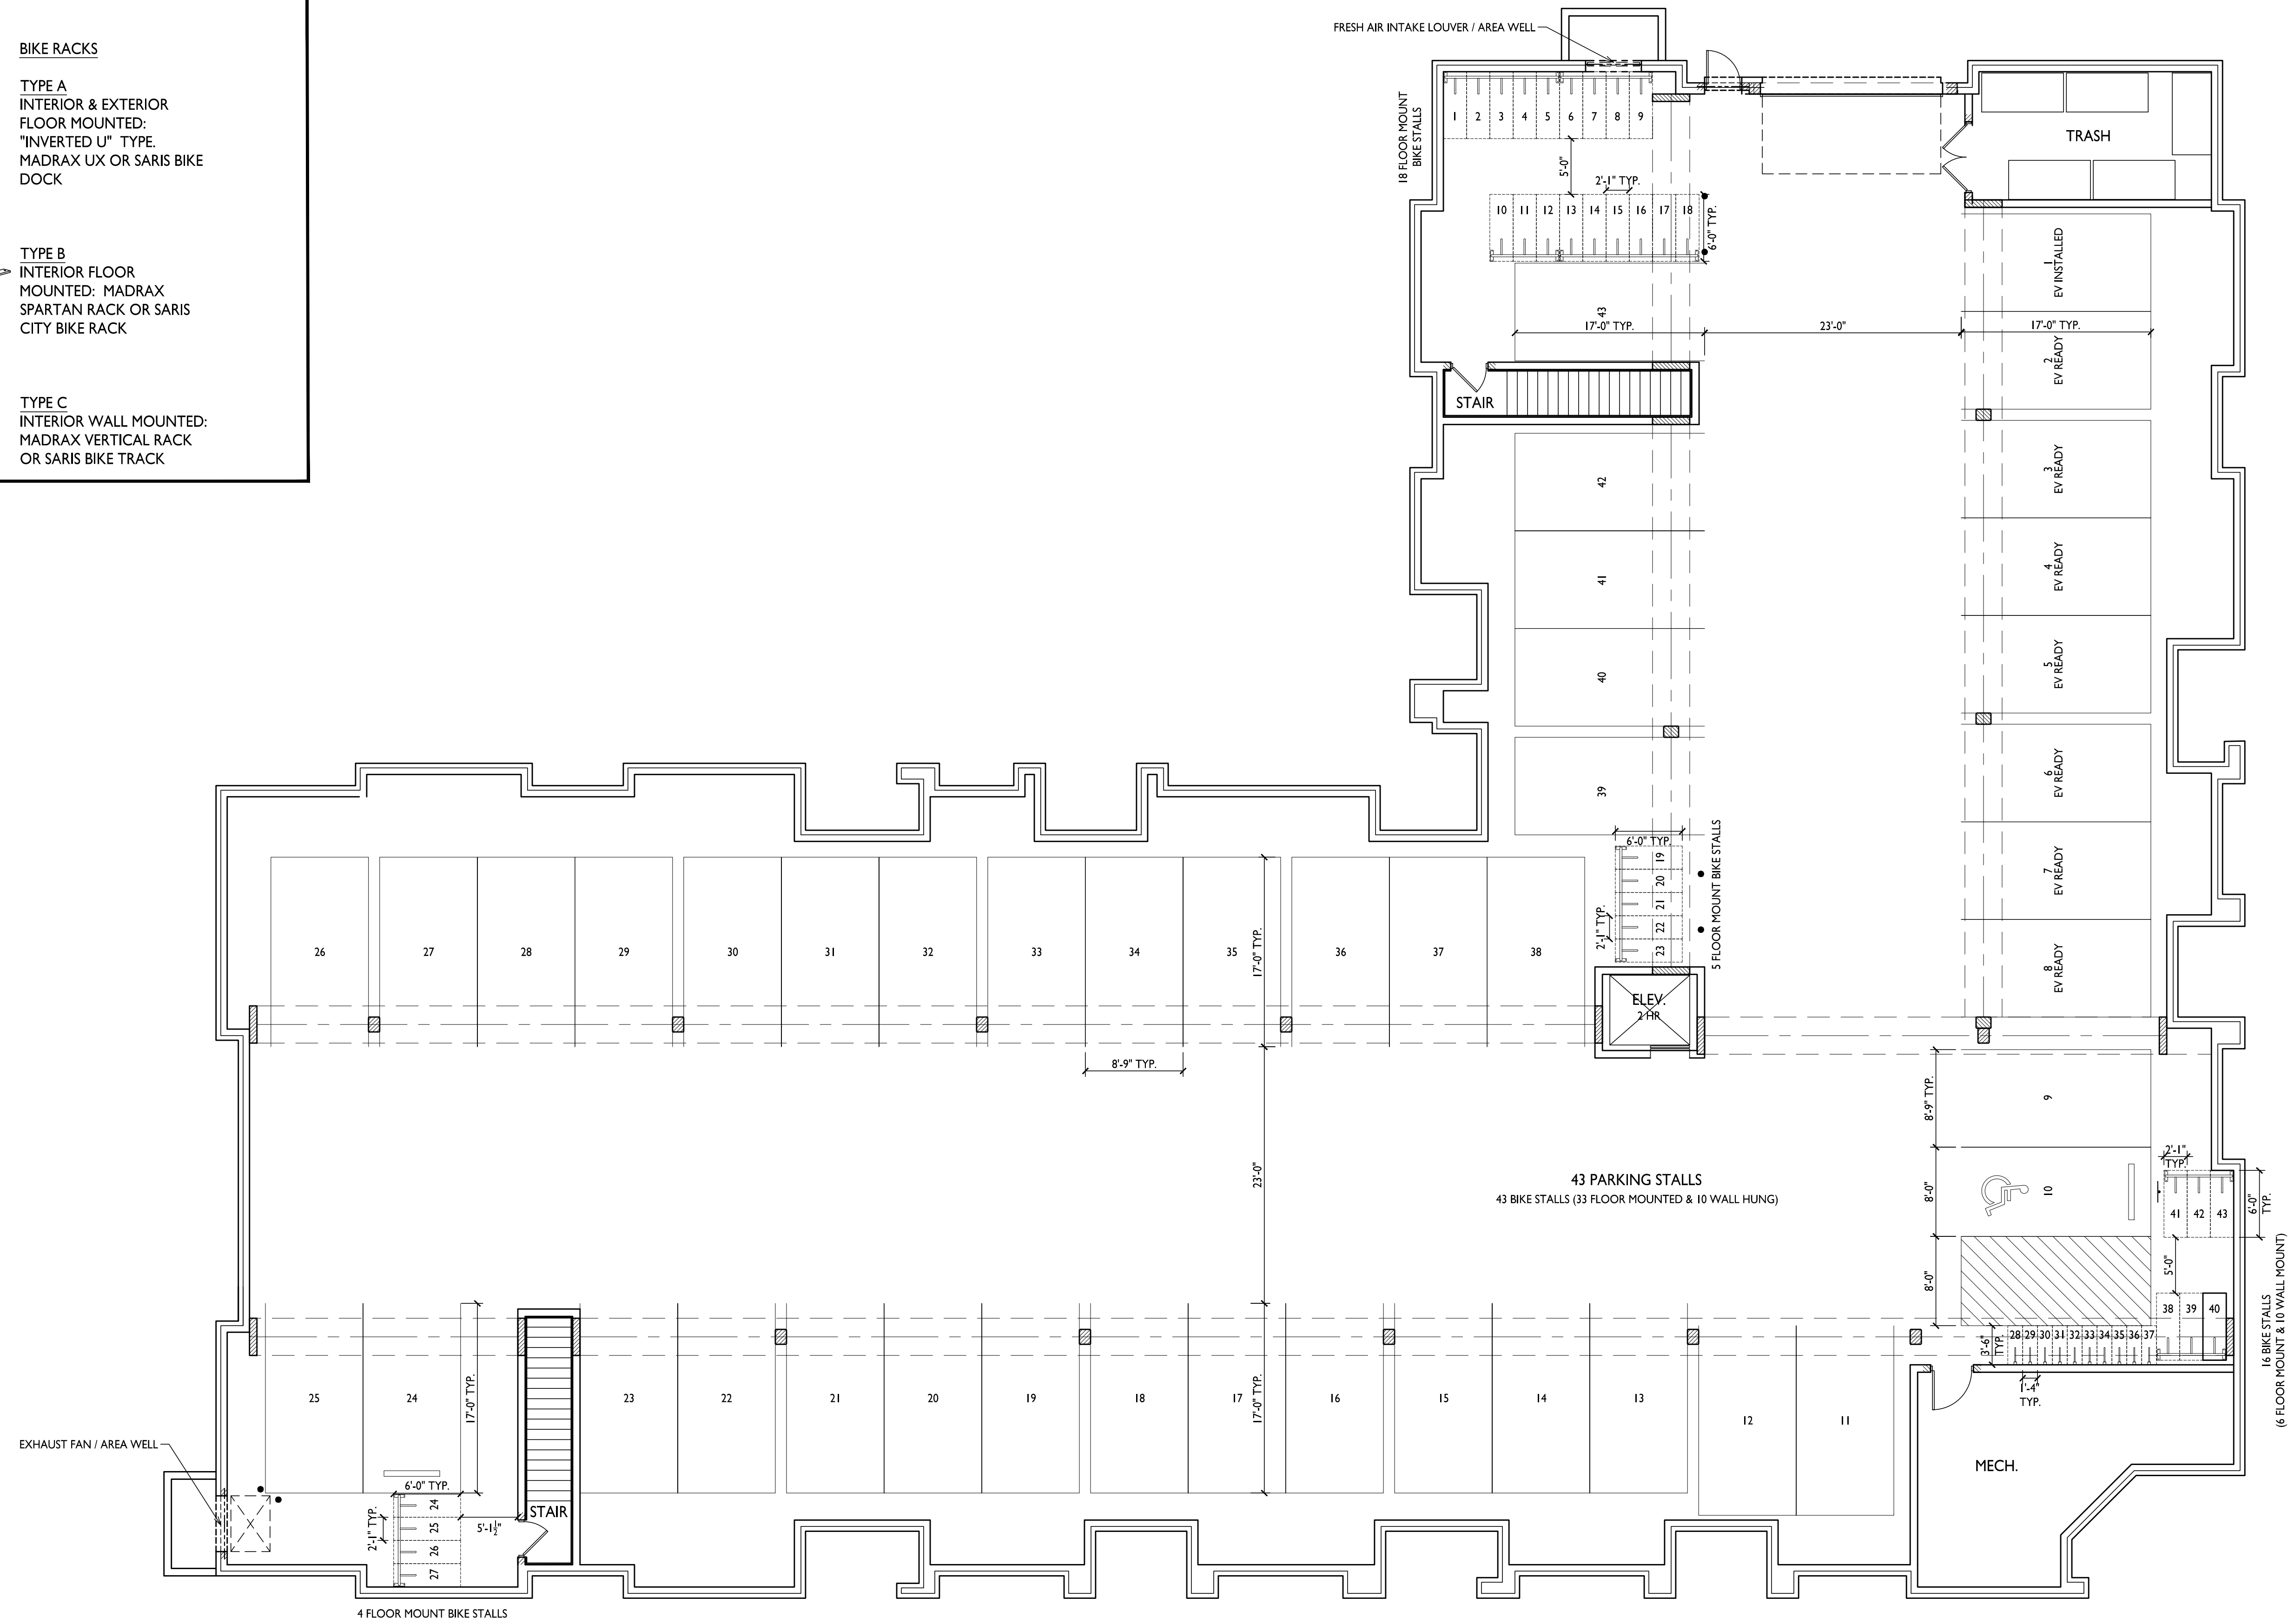 BIKE RACKS
TYPE A
INTERIOR & EXTERIOR
FLOOR MOUNTED:
"INVERTED U" TYPE.
MADRAX UX OR SARIS BIKE
DOCK
TYPE B
INTERIOR FLOOR
MOUNTED: MADRAX
SPARTAN RACK OR SARIS
CITY BIKE RACK
TYPE C
INTERIOR WALL MOUNTED:
MADRAX VERTICAL RACK
OR SARIS BIKE TRACK
FRESH AIR INTAKE LOUVER / AREA WELL
18 FLOOR MOUNT
BIKE STALLS
1 2 3 4 5 6 7 8 9
5'-0"
2'-1" TYP.
10 11 12 13 14 15 16 17 18
6'-0" TYP.
TRASH
1
EV INSTALLED
43
17'-0" TYP.
23'-0"
17'-0" TYP.
2
EV READY
STAIR
42
3
EV READY
41
4
EV READY
40
5
EV READY
39
6
EV READY
6'-0" TYP.
19
20
21
22
23
2'-1" TYP.
5 FLOOR MOUNT BIKE STALLS
7
EV READY
8
EV READY
26 27 28 29 30 31 32 33 34 35 36 37 38
17'-0" TYP.
ELEV.
2 HR
8'-9" TYP.
8'-9" TYP.
9
23'-0"
43 PARKING STALLS
43 BIKE STALLS (33 FLOOR MOUNTED & 10 WALL HUNG)
8'-0"
10
2'-1"
TYP.
41 42 43
6'-0"
TYP.
8'-0"
5'-0"
38 39 40
3'-6"
TYP.
28 29 30 31 32 33 34 35 36 37
1'-4"
TYP.
16 BIKE STALLS
(6 FLOOR MOUNT & 10 WALL MOUNT)
25 24
17'-0" TYP.
23 22 21 20 19 18 17
17'-0" TYP.
16 15 14 13 12 11
MECH.
EXHAUST FAN / AREA WELL
6'-0" TYP.
2'-1" TYP.
24
25
26
27
5'-1½"
STAIR
4 FLOOR MOUNT BIKE STALLS